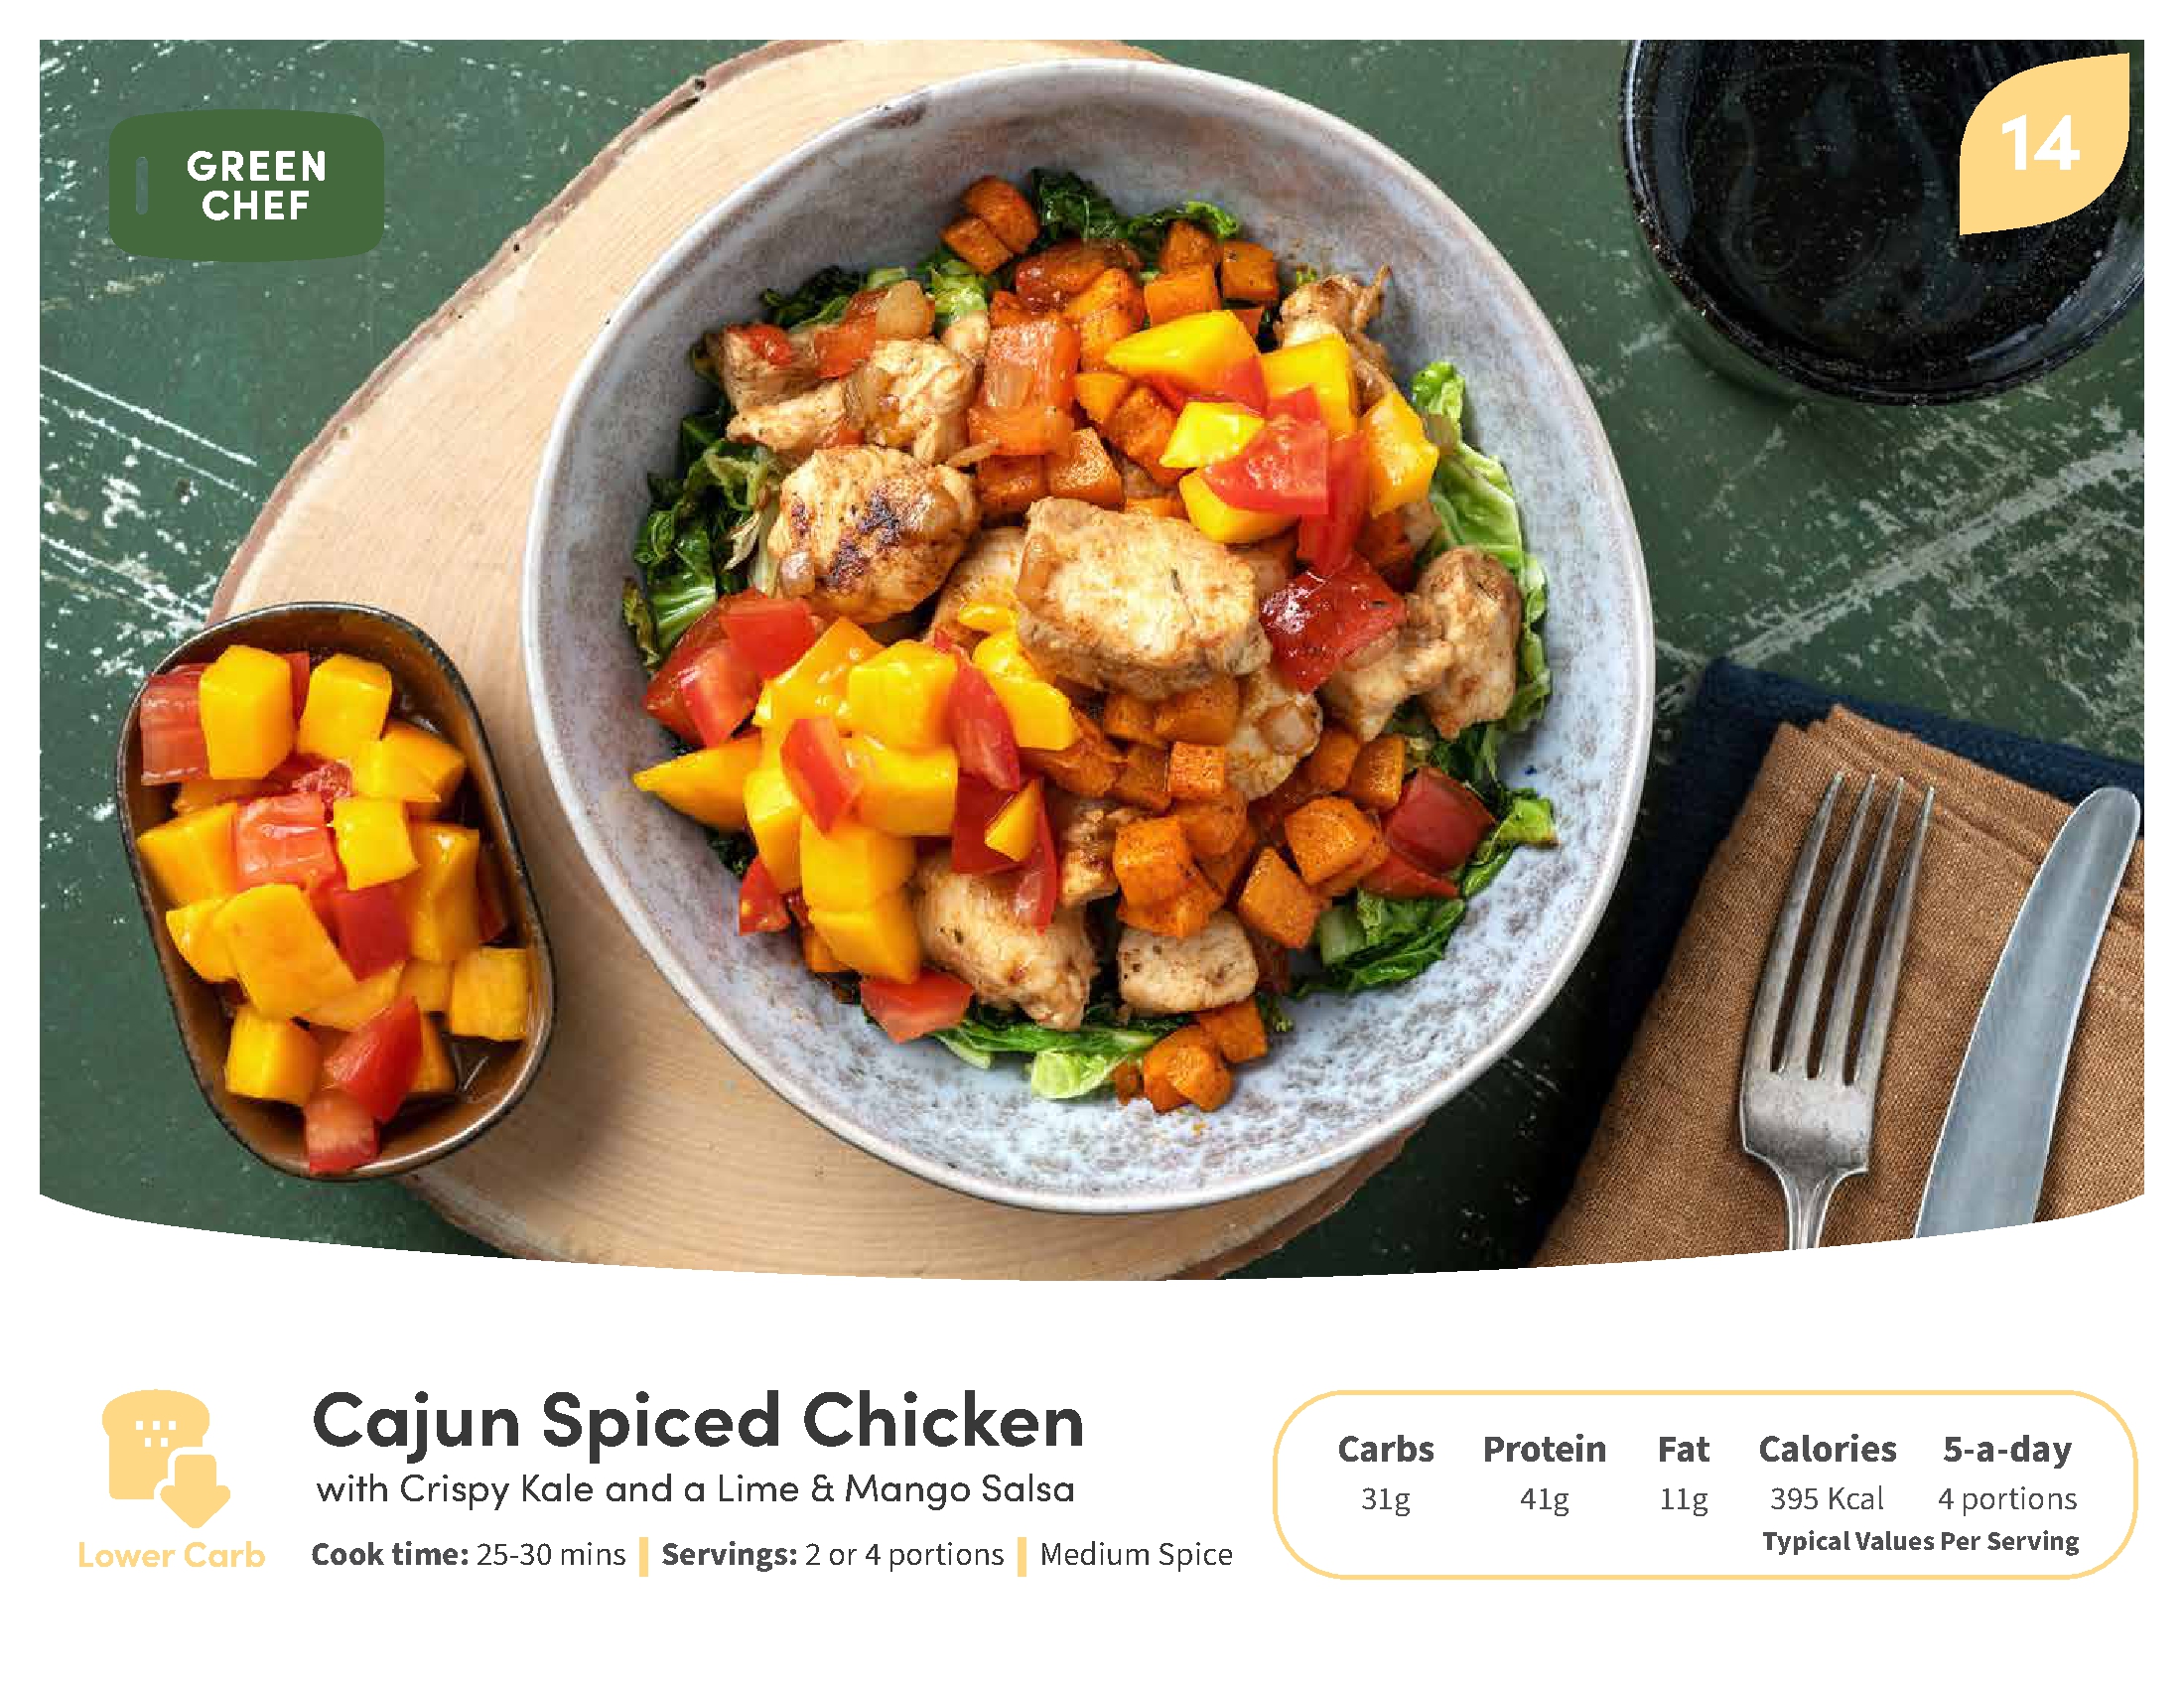 GREEN
CHEF
14
Cajun Spiced Chicken
with Crispy Kale and a Lime & Mango Salsa
Lower Carb
Cook time: 25-30 mins | Servings: 2 or 4 portions | Medium Spice
Carbs Protein Fat Calories 5-a-day
31g 41g 11g 395 Kcal 4 portions
Typical Values Per Serving